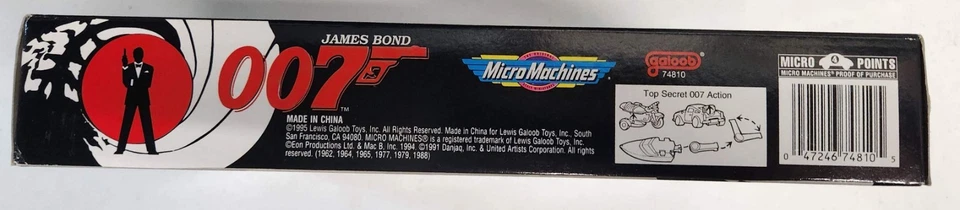 JAMES BOND
007
TM
MADE IN CHINA
©1995 Lewis Galoob Toys, Inc. All Rights Reserved. Made in China for Lewis Galoob Toys, Inc., South
San Francisco, CA 94080. MICRO MACHINES® is a registered trademark of Lewis Galoob Toys, Inc.
©Eon Productions Ltd. & Mac B, Inc. 1994. ©1991 Danjaq, Inc. & United Artists Corporation. All rights
reserved. (1962, 1964, 1965, 1977, 1979, 1988)
Micro Machines®
galoob®
74810
Top Secret 007 Action
MICRO 4 POINTS
MICRO MACHINES® PROOF OF PURCHASE
0 47246 74810 5